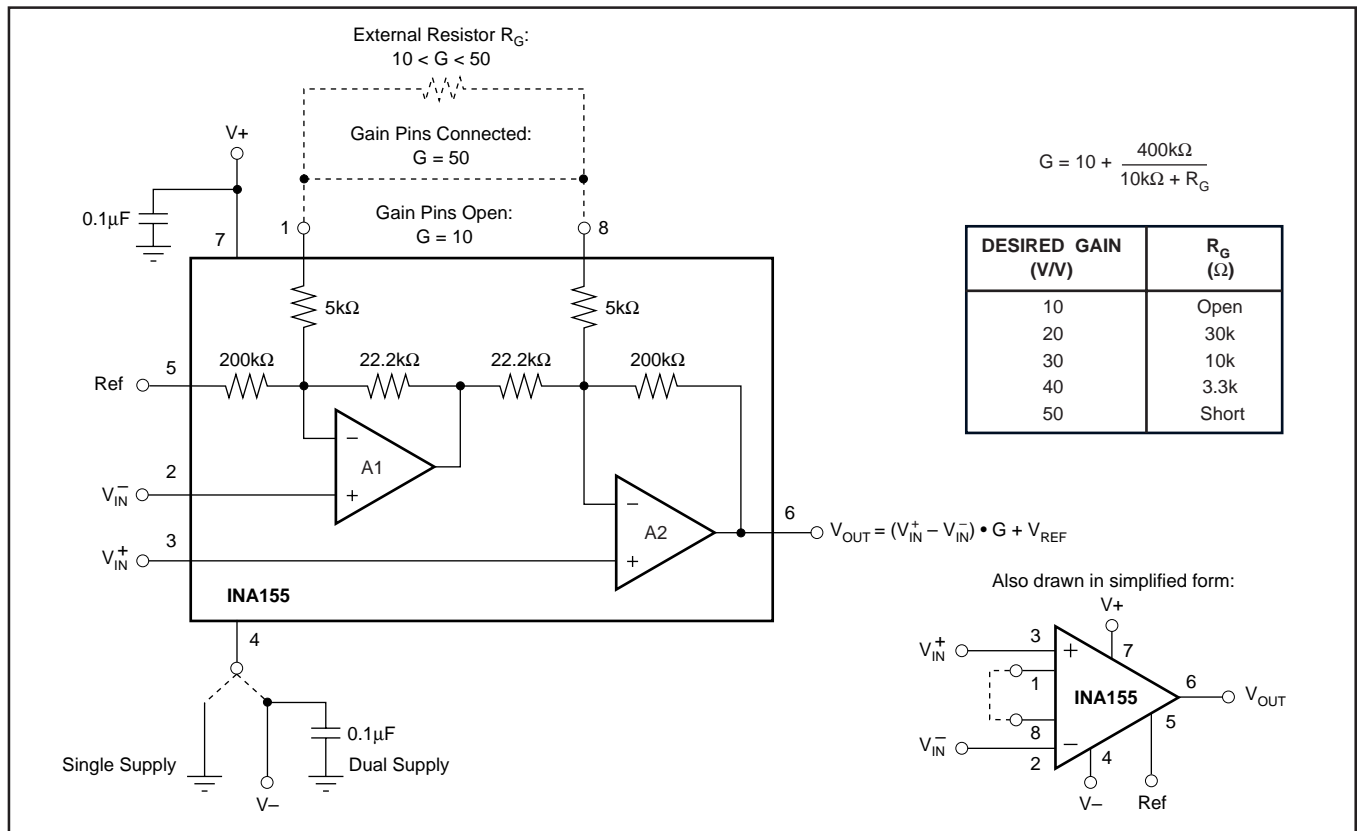 External Resistor R_G:
10 < G < 50
Gain Pins Connected:
G = 50
Gain Pins Open:
G = 10
V+
0.1μF
7
1
8
5kΩ
5kΩ
200kΩ
22.2kΩ
22.2kΩ
200kΩ
Ref
5
−
A1
+
2
V_IN^−
−
A2
+
3
V_IN^+
6
V_OUT = (V_IN^+ – V_IN^−) • G + V_REF
INA155
4
0.1μF
Single Supply
Dual Supply
V–
G = 10 + 400kΩ / 10kΩ + R_G
DESIRED GAIN (V/V) R_G (Ω)
10 Open
20 30k
30 10k
40 3.3k
50 Short
Also drawn in simplified form:
V+
7
V_IN^+
3
+
1
INA155
6
V_OUT
5
8
V_IN^−
−
2
4
V–
Ref